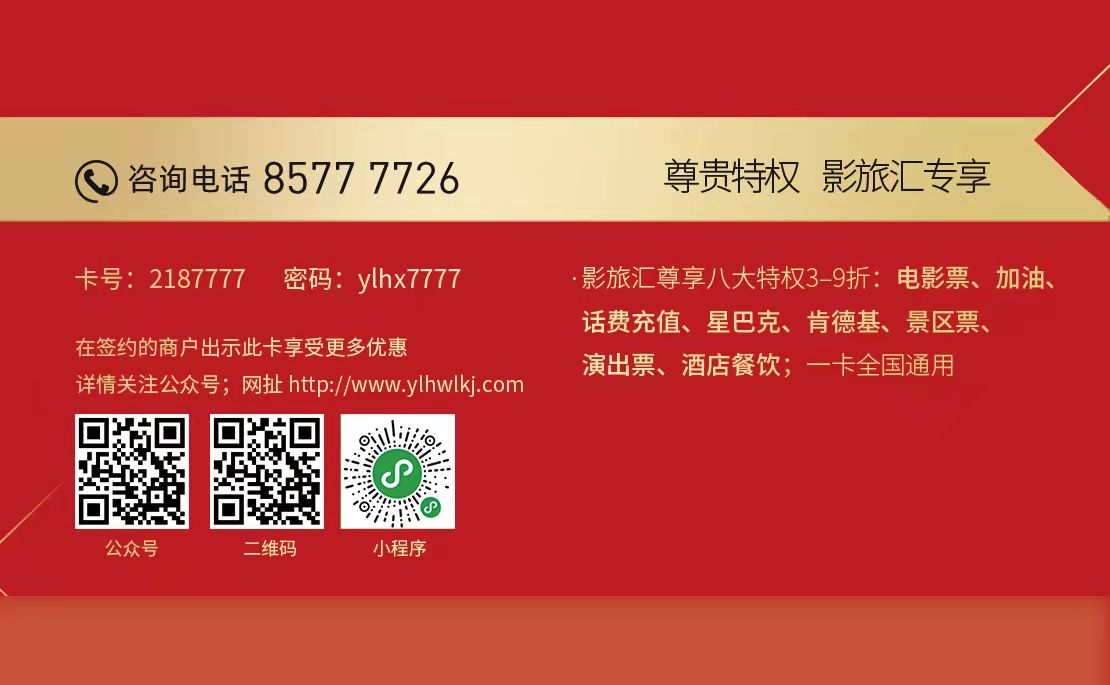 咨询电话 8577 7726
尊贵特权 影旅汇专享
卡号：2187777 密码：ylhx7777
在签约的商户出示此卡享受更多优惠
详情关注公众号；网扯 http://www.ylhwlkj.com
公众号 二维码 小程序
·影旅汇尊享八大特权3–9折：电影票、加油、
话费充值、星巴克、肯德基、景区票、
演出票、酒店餐饮；一卡全国通用